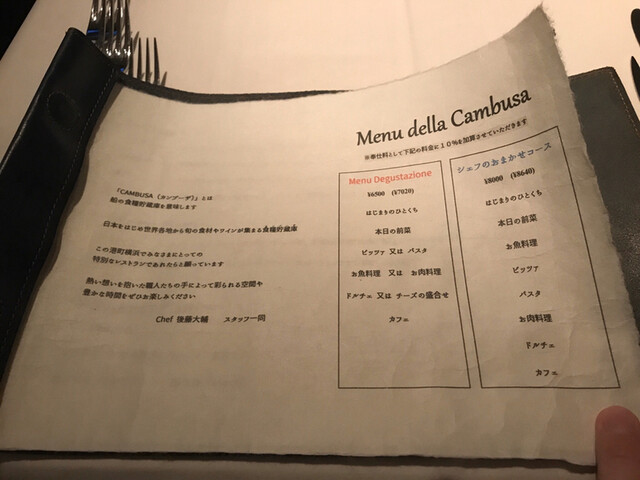 Menu della Cambusa
※奉仕料として下記の料金に10%を加算させていただきます
「CAMBUSA(カンブーザ)」とは
船の食糧貯蔵庫を意味します
日本をはじめ世界各地から旬の食材やワインが集まる食糧貯蔵庫
この港町横浜でみなさまにとっての
特別なレストランであれたらと願っています
熱い想いを抱いた職人たちの手によって彩られる空間や
豊かな時間をぜひお楽しみください
Chef 後藤大輔 スタッフ一同
Menu Degustazione
¥6500 (¥7020)
はじまりのひとくち
本日の前菜
ピッツァ 又は パスタ
お魚料理 又は お肉料理
ドルチェ 又は チーズの盛合せ
カフェ
シェフのおまかせコース
¥8000 (¥8640)
はじまりのひとくち
本日の前菜
お魚料理
ピッツァ
パスタ
お肉料理
ドルチェ
カフェ